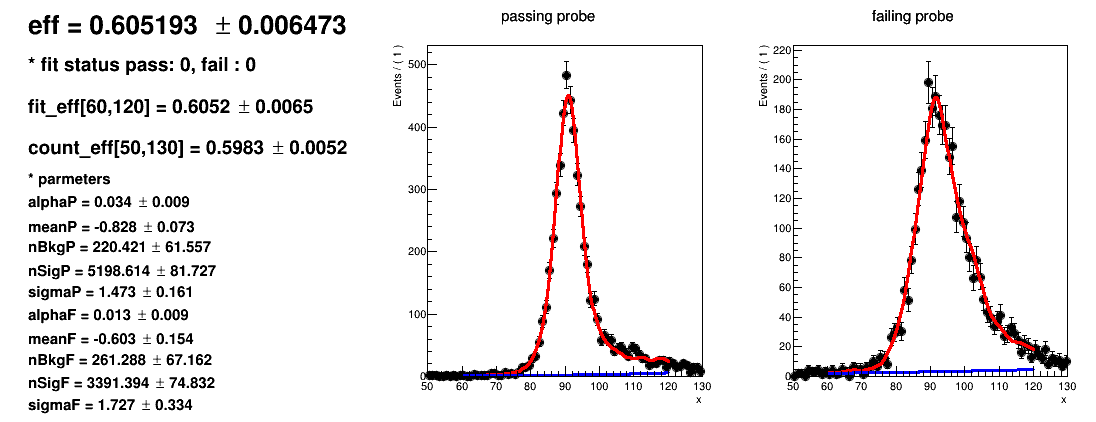 eff = 0.605193 ± 0.006473
* fit status pass: 0, fail : 0
fit_eff[60,120] = 0.6052 ± 0.0065
count_eff[50,130] = 0.5983 ± 0.0052
* parmeters
alphaP = 0.034 ± 0.009
meanP = -0.828 ± 0.073
nBkgP = 220.421 ± 61.557
nSigP = 5198.614 ± 81.727
sigmaP = 1.473 ± 0.161
alphaF = 0.013 ± 0.009
meanF = -0.603 ± 0.154
nBkgF = 261.288 ± 67.162
nSigF = 3391.394 ± 74.832
sigmaF = 1.727 ± 0.334
passing probe
Events / ( 1 )
500
400
300
200
100
0
50 60 70 80 90 100 110 120 130
x
failing probe
Events / ( 1 )
220
200
180
160
140
120
100
80
60
40
20
0
50 60 70 80 90 100 110 120 130
x